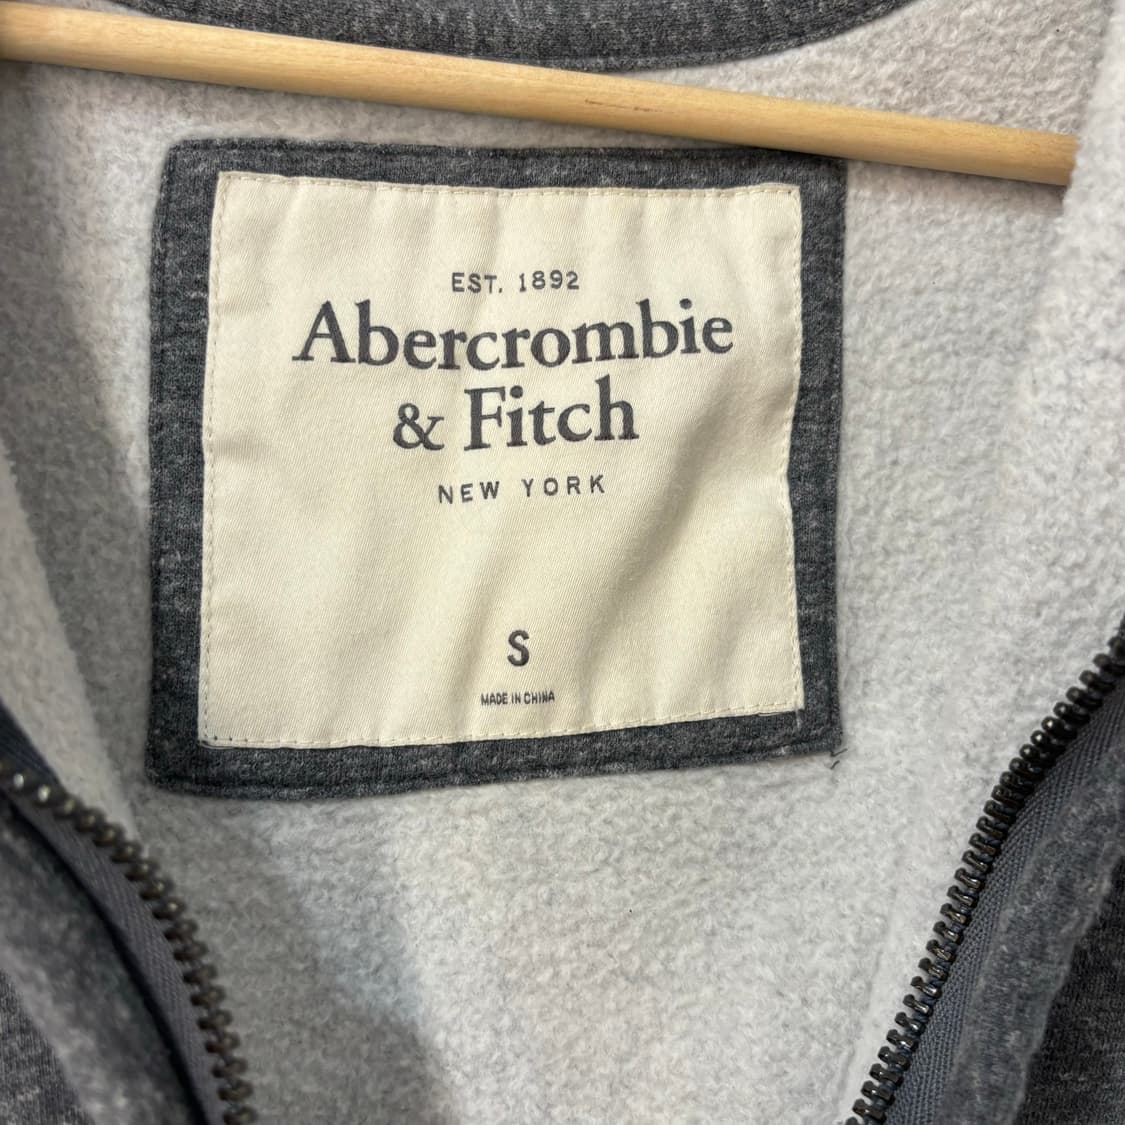 EST. 1892
Abercrombie
& Fitch
NEW YORK
S
MADE IN CHINA